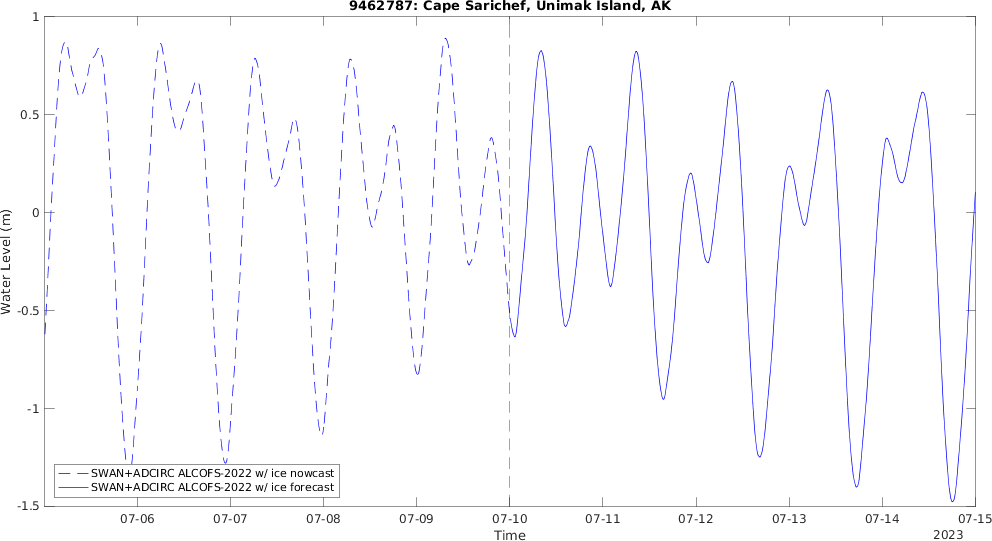 9462787: Cape Sarichef, Unimak Island, AK
1
0.5
0
-0.5
-1
-1.5
Water Level (m)
SWAN+ADCIRC ALCOFS-2022 w/ ice nowcast
SWAN+ADCIRC ALCOFS-2022 w/ ice forecast
07-06 07-07 07-08 07-09 07-10 07-11 07-12 07-13 07-14 07-15
Time
2023